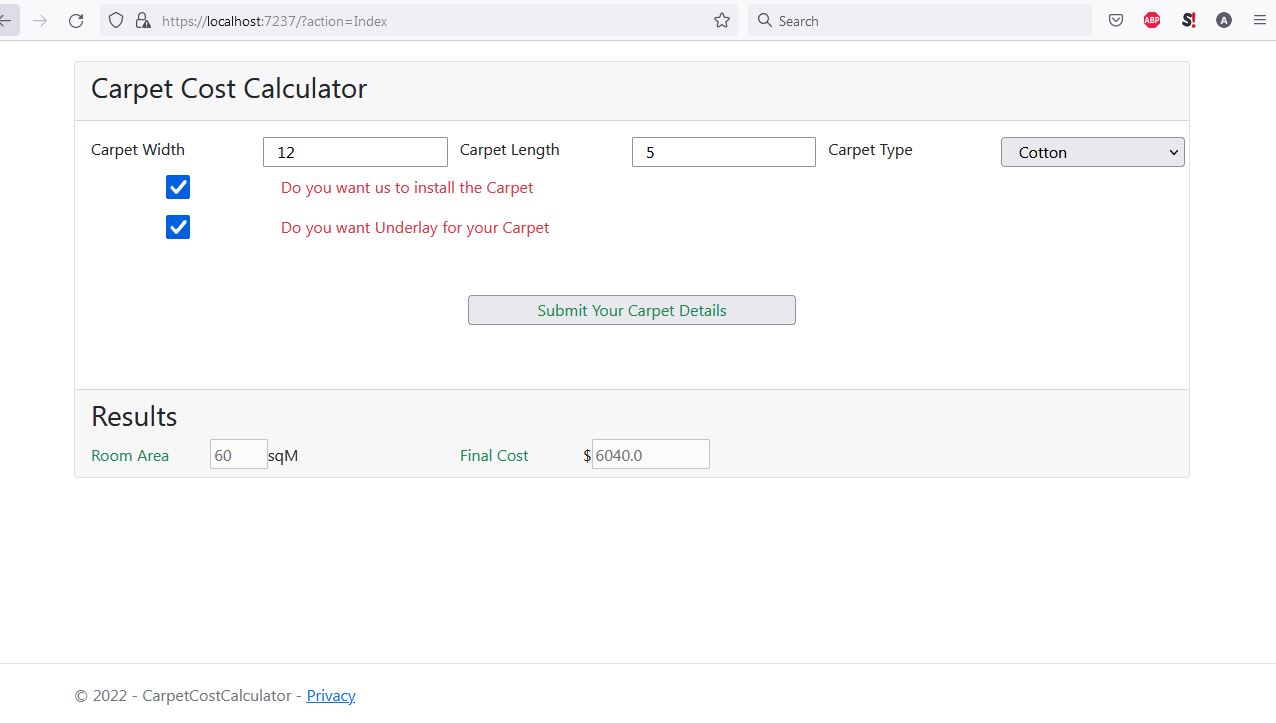 https://localhost:7237/?action=Index Search ABP S! A
Carpet Cost Calculator
Carpet Width 12 Carpet Length 5 Carpet Type Cotton
Do you want us to install the Carpet
Do you want Underlay for your Carpet
Submit Your Carpet Details
Results
Room Area 60 sqM Final Cost $ 6040.0
© 2022 - CarpetCostCalculator - Privacy